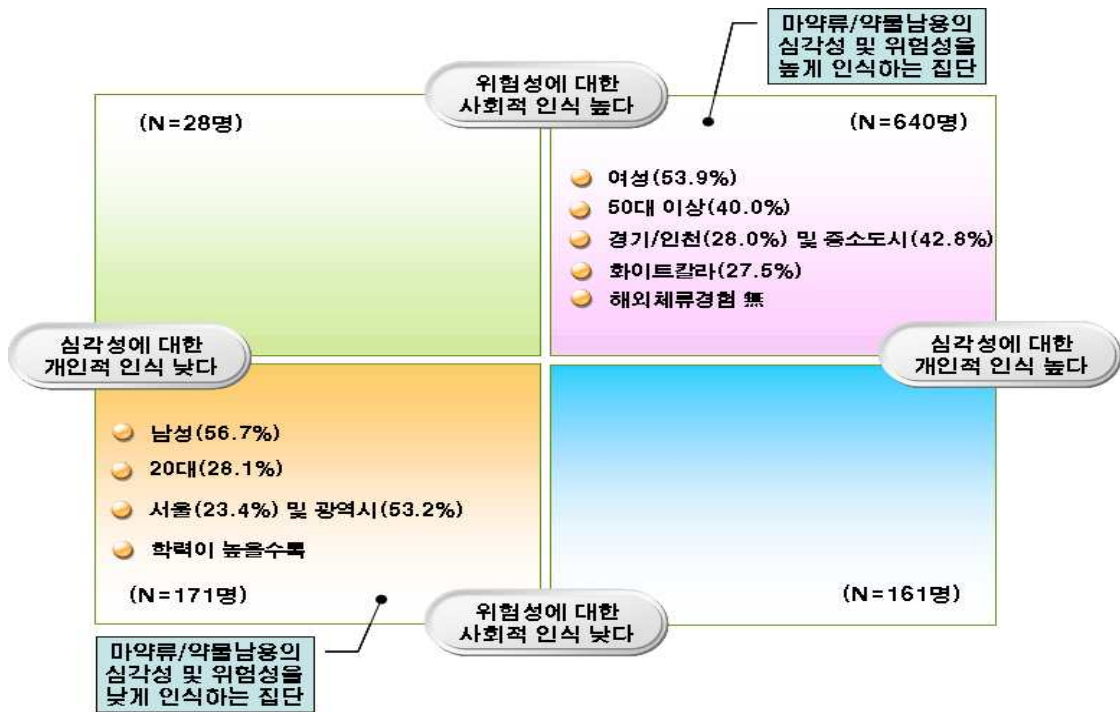 마약류/약물남용의
심각성 및 위험성을
높게 인식하는 집단
위험성에 대한
사회적 인식 높다
(N=28명)
(N=640명)
여성(53.9%)
50대 이상(40.0%)
경기/인천(28.0%) 및 중소도시(42.8%)
화이트칼라(27.5%)
해외체류경험 無
심각성에 대한
개인적 인식 낮다
심각성에 대한
개인적 인식 높다
남성(56.7%)
20대(28.1%)
서울(23.4%) 및 광역시(53.2%)
학력이 높을수록
(N=171명)
(N=161명)
위험성에 대한
사회적 인식 낮다
마약류/약물남용의
심각성 및 위험성을
낮게 인식하는 집단